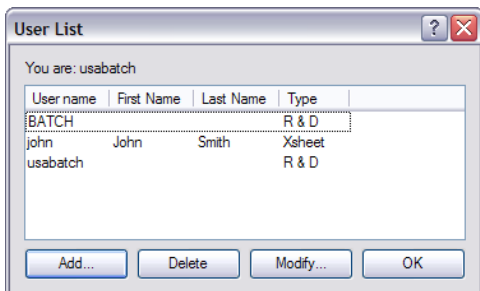 User List
You are: usabatch
User name First Name Last Name Type
BATCH R & D
john John Smith Xsheet
usabatch R & D
Add... Delete Modify... OK